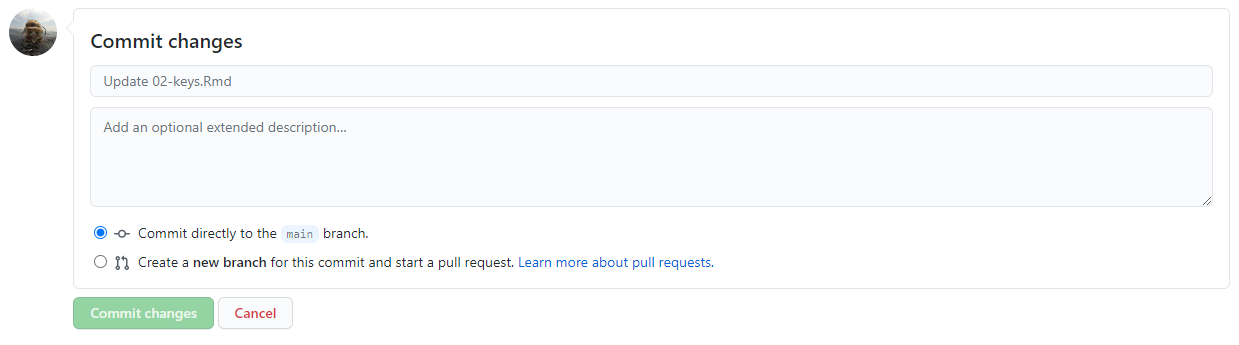 Commit changes
Update 02-keys.Rmd
Add an optional extended description…
Commit directly to the main branch.
Create a new branch for this commit and start a pull request. Learn more about pull requests.
Commit changes Cancel